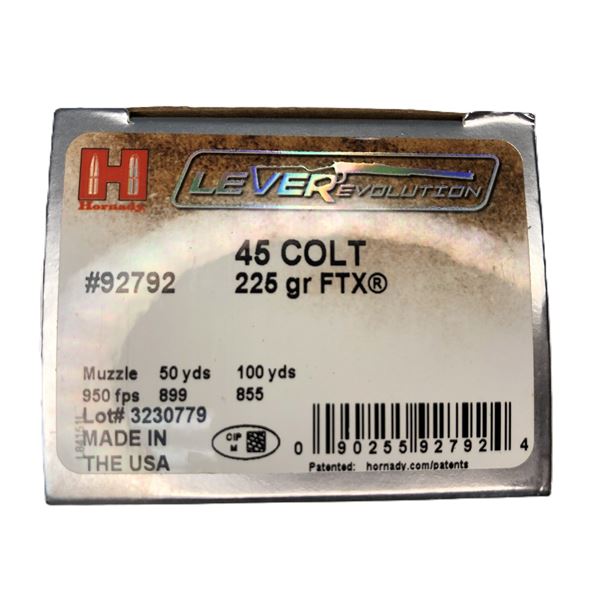 H
Hornady
LEVERevolution
45 COLT
#92792 225 gr FTX®
Muzzle 50 yds 100 yds
950 fps 899 855
Lot# 3230779
MADE IN
THE USA
CIP
M
0 90255 92792 4
Patented: hornady.com/patents